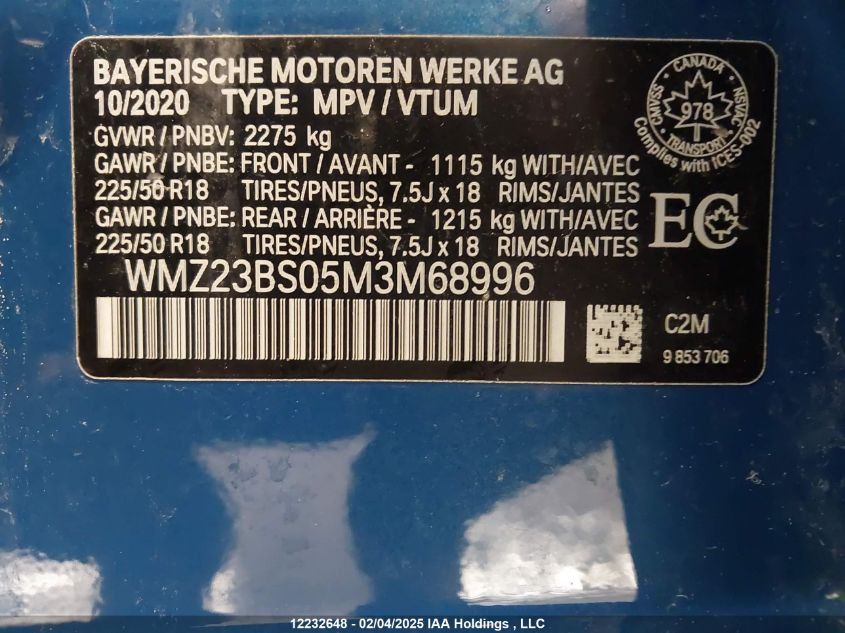 BAYERISCHE MOTOREN WERKE AG
10/2020 TYPE: MPV / VTUM
GVWR / PNBV: 2275 kg
GAWR / PNBE: FRONT / AVANT - 1115 kg WITH/AVEC
225/50 R18 TIRES/PNEUS, 7.5J x 18 RIMS/JANTES
GAWR / PNBE: REAR / ARRIÈRE - 1215 kg WITH/AVEC
225/50 R18 TIRES/PNEUS, 7.5J x 18 RIMS/JANTES
WMZ23BS05M3M68996
CANADA
CMVSS
978
NSVAC
TRANSPORT
Complies with ICES-002
EC
C2M
9 853 706
12232648 - 02/04/2025 IAA Holdings , LLC